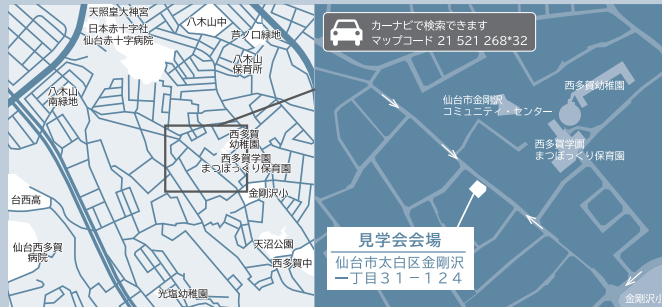 天照皇大神宮
日本赤十字社
仙台赤十字病院
八木山中
芦ノ口緑地
八木山
保育所
八木山
南緑地
西多賀
幼稚園
西多賀学園
まつぼっくり保育園
金剛沢小
台西高
仙台西多賀
病院
天沼公園
西多賀中
光塩幼稚園
カーナビで検索できます
マップコード 21 521 268*32
仙台市金剛沢
コミュニティ・センター
西多賀幼稚園
西多賀学園
まつぼっくり保育園
見学会会場
仙台市太白区金剛沢
一丁目31－124
金剛沢小